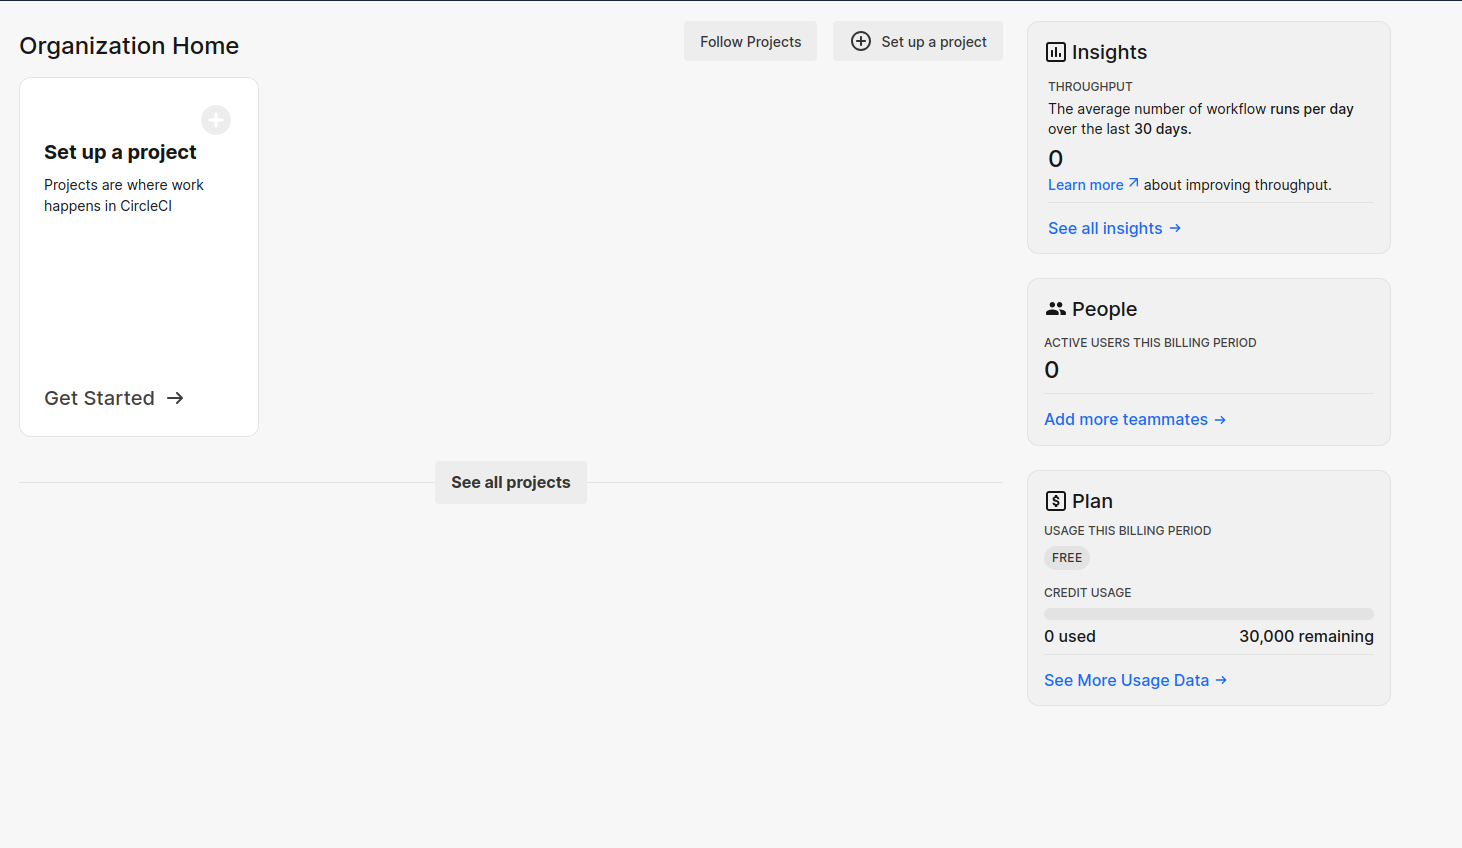 Organization Home
Follow Projects
Set up a project
Set up a project
Projects are where work
happens in CircleCI
Get Started
See all projects
Insights
THROUGHPUT
The average number of workflow runs per day
over the last 30 days.
0
Learn more about improving throughput.
See all insights
People
ACTIVE USERS THIS BILLING PERIOD
0
Add more teammates
Plan
USAGE THIS BILLING PERIOD
FREE
CREDIT USAGE
0 used
30,000 remaining
See More Usage Data